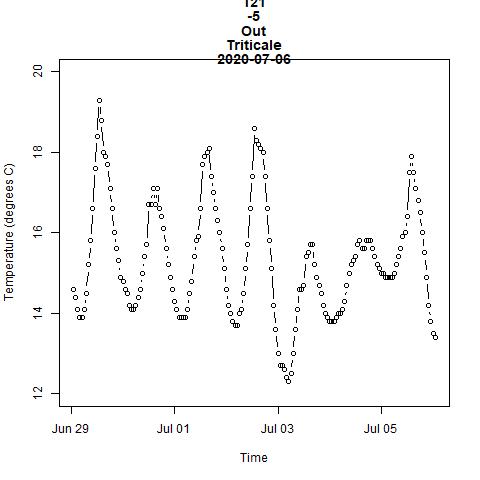 121
-5
Out
Triticale
2020-07-06
Temperature (degrees C)
20
18
16
14
12
Jun 29
Jul 01
Jul 03
Jul 05
Time